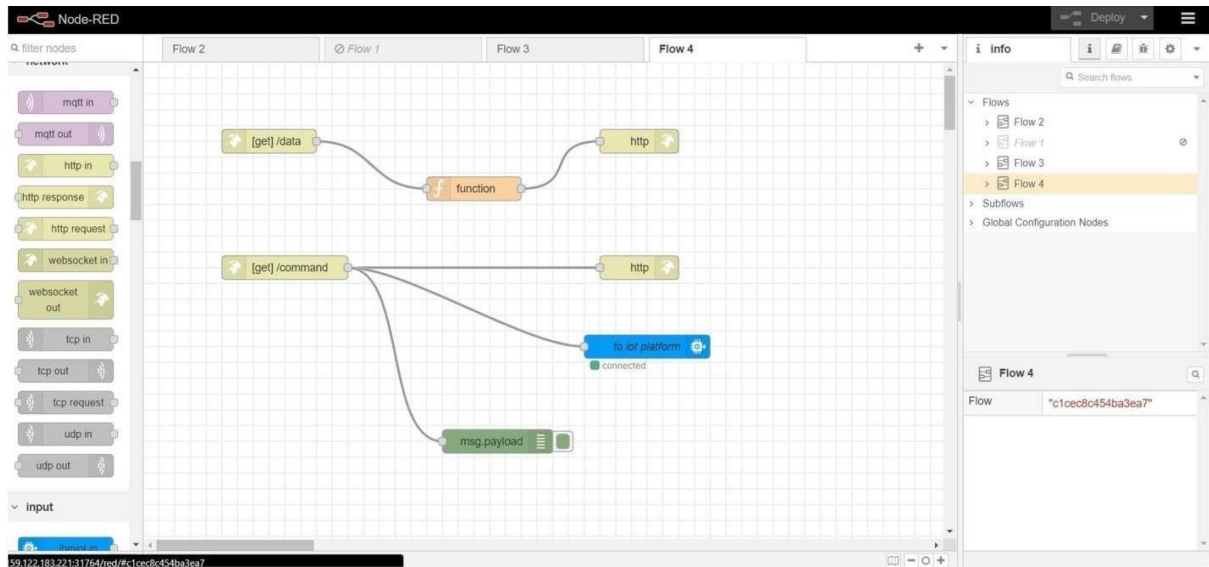 Node-RED
Deploy
filter nodes
Flow 2
Flow 1
Flow 3
Flow 4
info
network
mqtt in
mqtt out
http in
http response
http request
websocket in
websocket
out
tcp in
tcp out
tcp request
udp in
udp out
input
ibmiot in
[get] /data
http
function
[get] /command
http
to iot platform
connected
msg.payload
Search flows
Flows
Flow 2
Flow 1
Flow 3
Flow 4
Subflows
Global Configuration Nodes
Flow 4
Flow
"c1cec8c454ba3ea7"
59.122.183.221:31764/red/#c1cec8c454ba3ea7